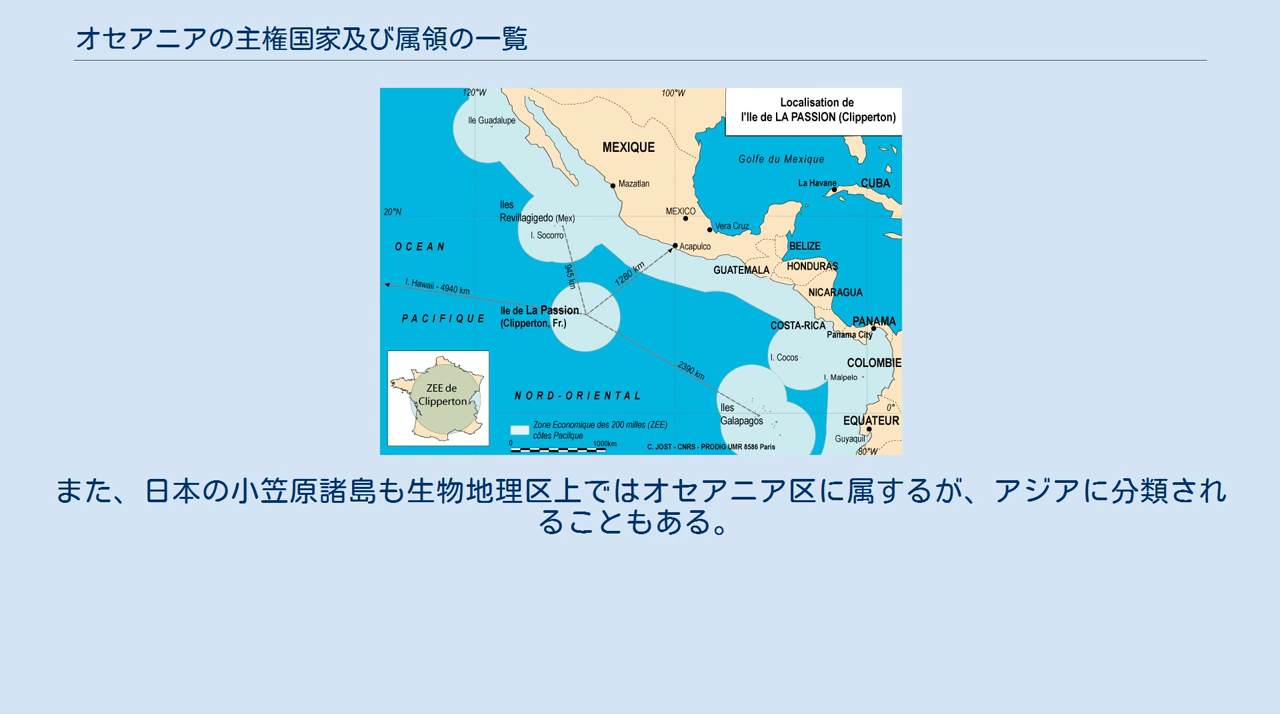 オセアニアの主権国家及び属領の一覧
120°W
100°W
Localisation de
l'Ile de LA PASSION (Clipperton)
Ile Guadalupe
MEXIQUE
Golfe du Mexique
Mazatlan
La Havane
CUBA
20°N
Iles
Revillagigedo (Mex)
I. Socorro
MEXICO
Vera Cruz
Acapulco
OCEAN
BELIZE
GUATEMALA
HONDURAS
945 km
1280 km
I. Hawaii - 4940 km
NICARAGUA
Ile de La Passion
(Clipperton, Fr.)
PACIFIQUE
COSTA-RICA
PANAMA
Panama City
I. Cocos
COLOMBIE
I. Malpelo
2390 km
ZEE de
Clipperton
NORD-ORIENTAL
Iles
Galapagos
0°
EQUATEUR
Guyaquil
Zone Economique des 200 milles (ZEE)
côtes Pacifique
0
1000km
C. JOST - CNRS - PRODIG UMR 8586 Paris
80°W
また、日本の小笠原諸島も生物地理区上ではオセアニア区に属するが、アジアに分類され
ることもある。